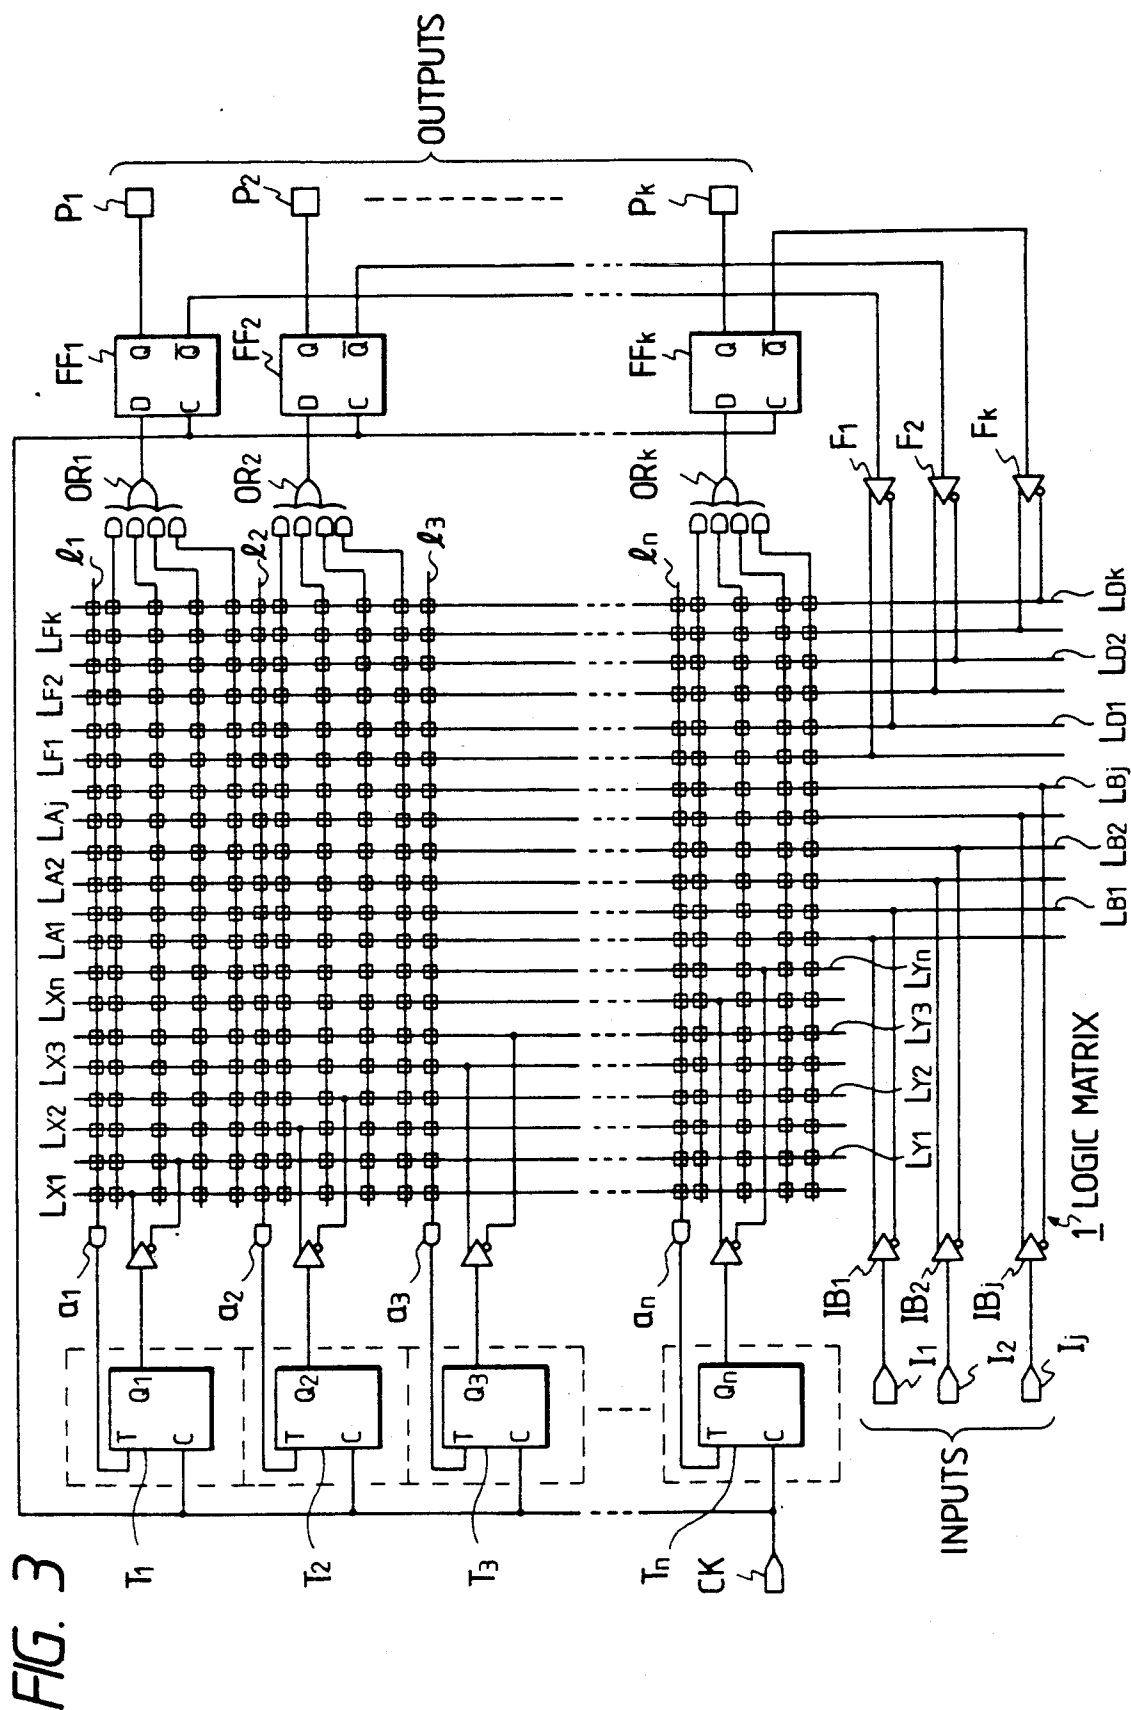 FIG. 3
LX1 LX2 LX3 LXn LA1 LA2 LAj LF1 LF2 LFk
T1
T
C
Q1
a1
ℓ1
OR1
FF1
D
C
Q
Q̅
P1
T2
T
C
Q2
a2
ℓ2
OR2
FF2
D
C
Q
Q̅
P2
T3
T
C
Q3
a3
ℓ3
Tn
T
C
Qn
an
ℓn
ORk
FFk
D
C
Q
Q̅
Pk
OUTPUTS
CK
INPUTS
I1
I2
Ij
IB1
IB2
IBj
F1
F2
Fk
LY1 LY2 LY3 LYn
LB1 LB2 LBj LD1 LD2 LDk
1 LOGIC MATRIX